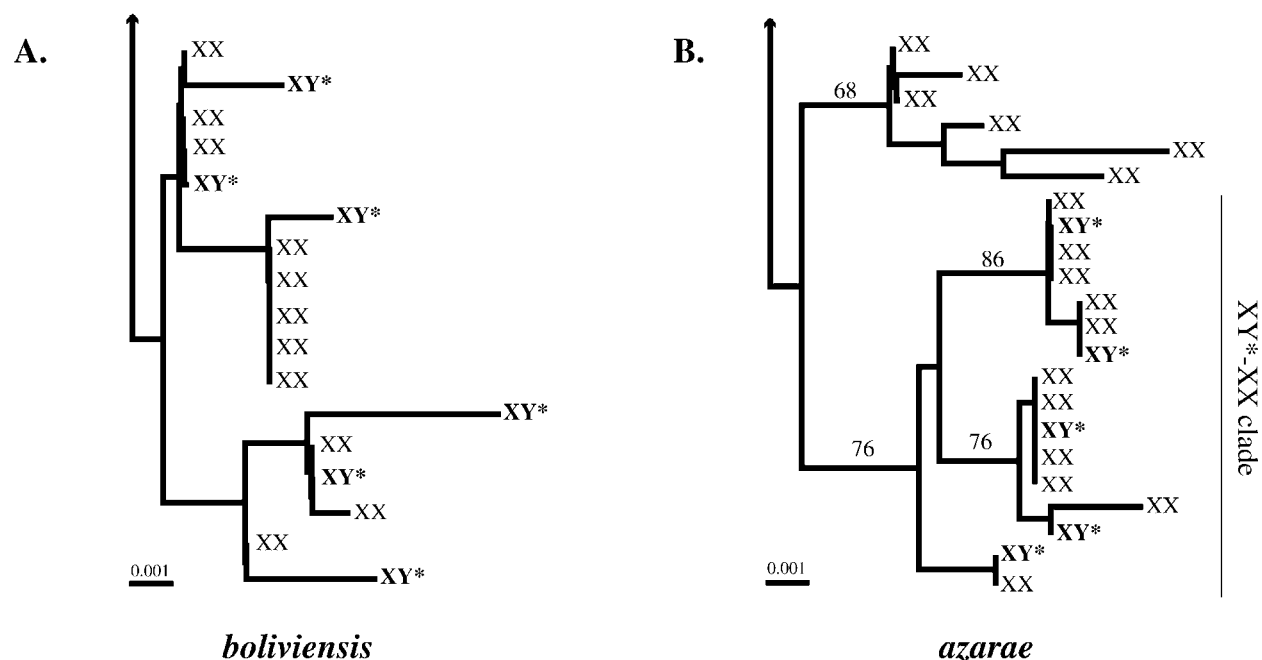 A.
XX
XY*
XX
XX
XY*
XY*
XX
XX
XX
XX
XX
XY*
XX
XY*
XX
XX
XY*
0.001
boliviensis
B.
XX
68
XX
XX
XX
XX
XX
XX
XY*
XX
86
XX
XX
XX
XY*
XX
XX
XY*
76
76
XX
XX
XX
XY*
XY*
XX
0.001
XY*-XX clade
azarae